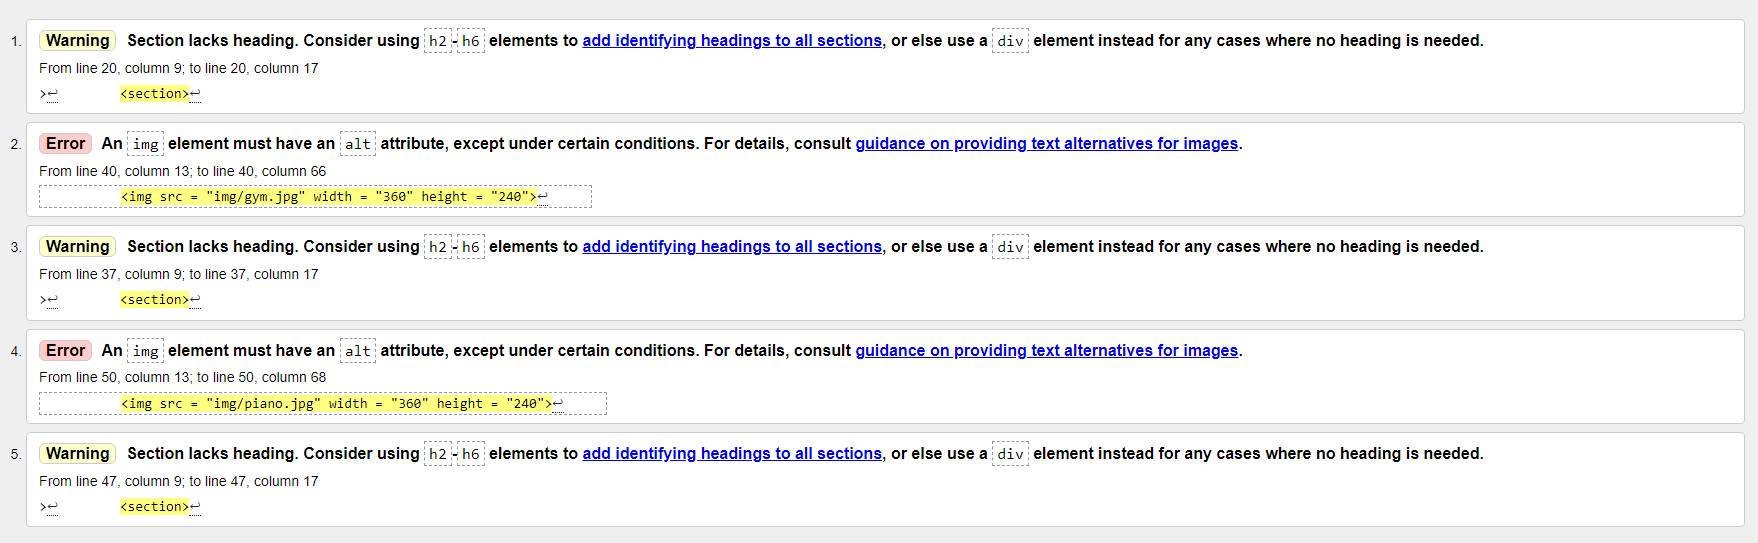 1. Warning Section lacks heading. Consider using h2-h6 elements to add identifying headings to all sections, or else use a div element instead for any cases where no heading is needed.
From line 20, column 9; to line 20, column 17
>↩ <section>↩
2. Error An img element must have an alt attribute, except under certain conditions. For details, consult guidance on providing text alternatives for images.
From line 40, column 13; to line 40, column 66
<img src = "img/gym.jpg" width = "360" height = "240">↩
3. Warning Section lacks heading. Consider using h2-h6 elements to add identifying headings to all sections, or else use a div element instead for any cases where no heading is needed.
From line 37, column 9; to line 37, column 17
>↩ <section>↩
4. Error An img element must have an alt attribute, except under certain conditions. For details, consult guidance on providing text alternatives for images.
From line 50, column 13; to line 50, column 68
<img src = "img/piano.jpg" width = "360" height = "240">↩
5. Warning Section lacks heading. Consider using h2-h6 elements to add identifying headings to all sections, or else use a div element instead for any cases where no heading is needed.
From line 47, column 9; to line 47, column 17
>↩ <section>↩